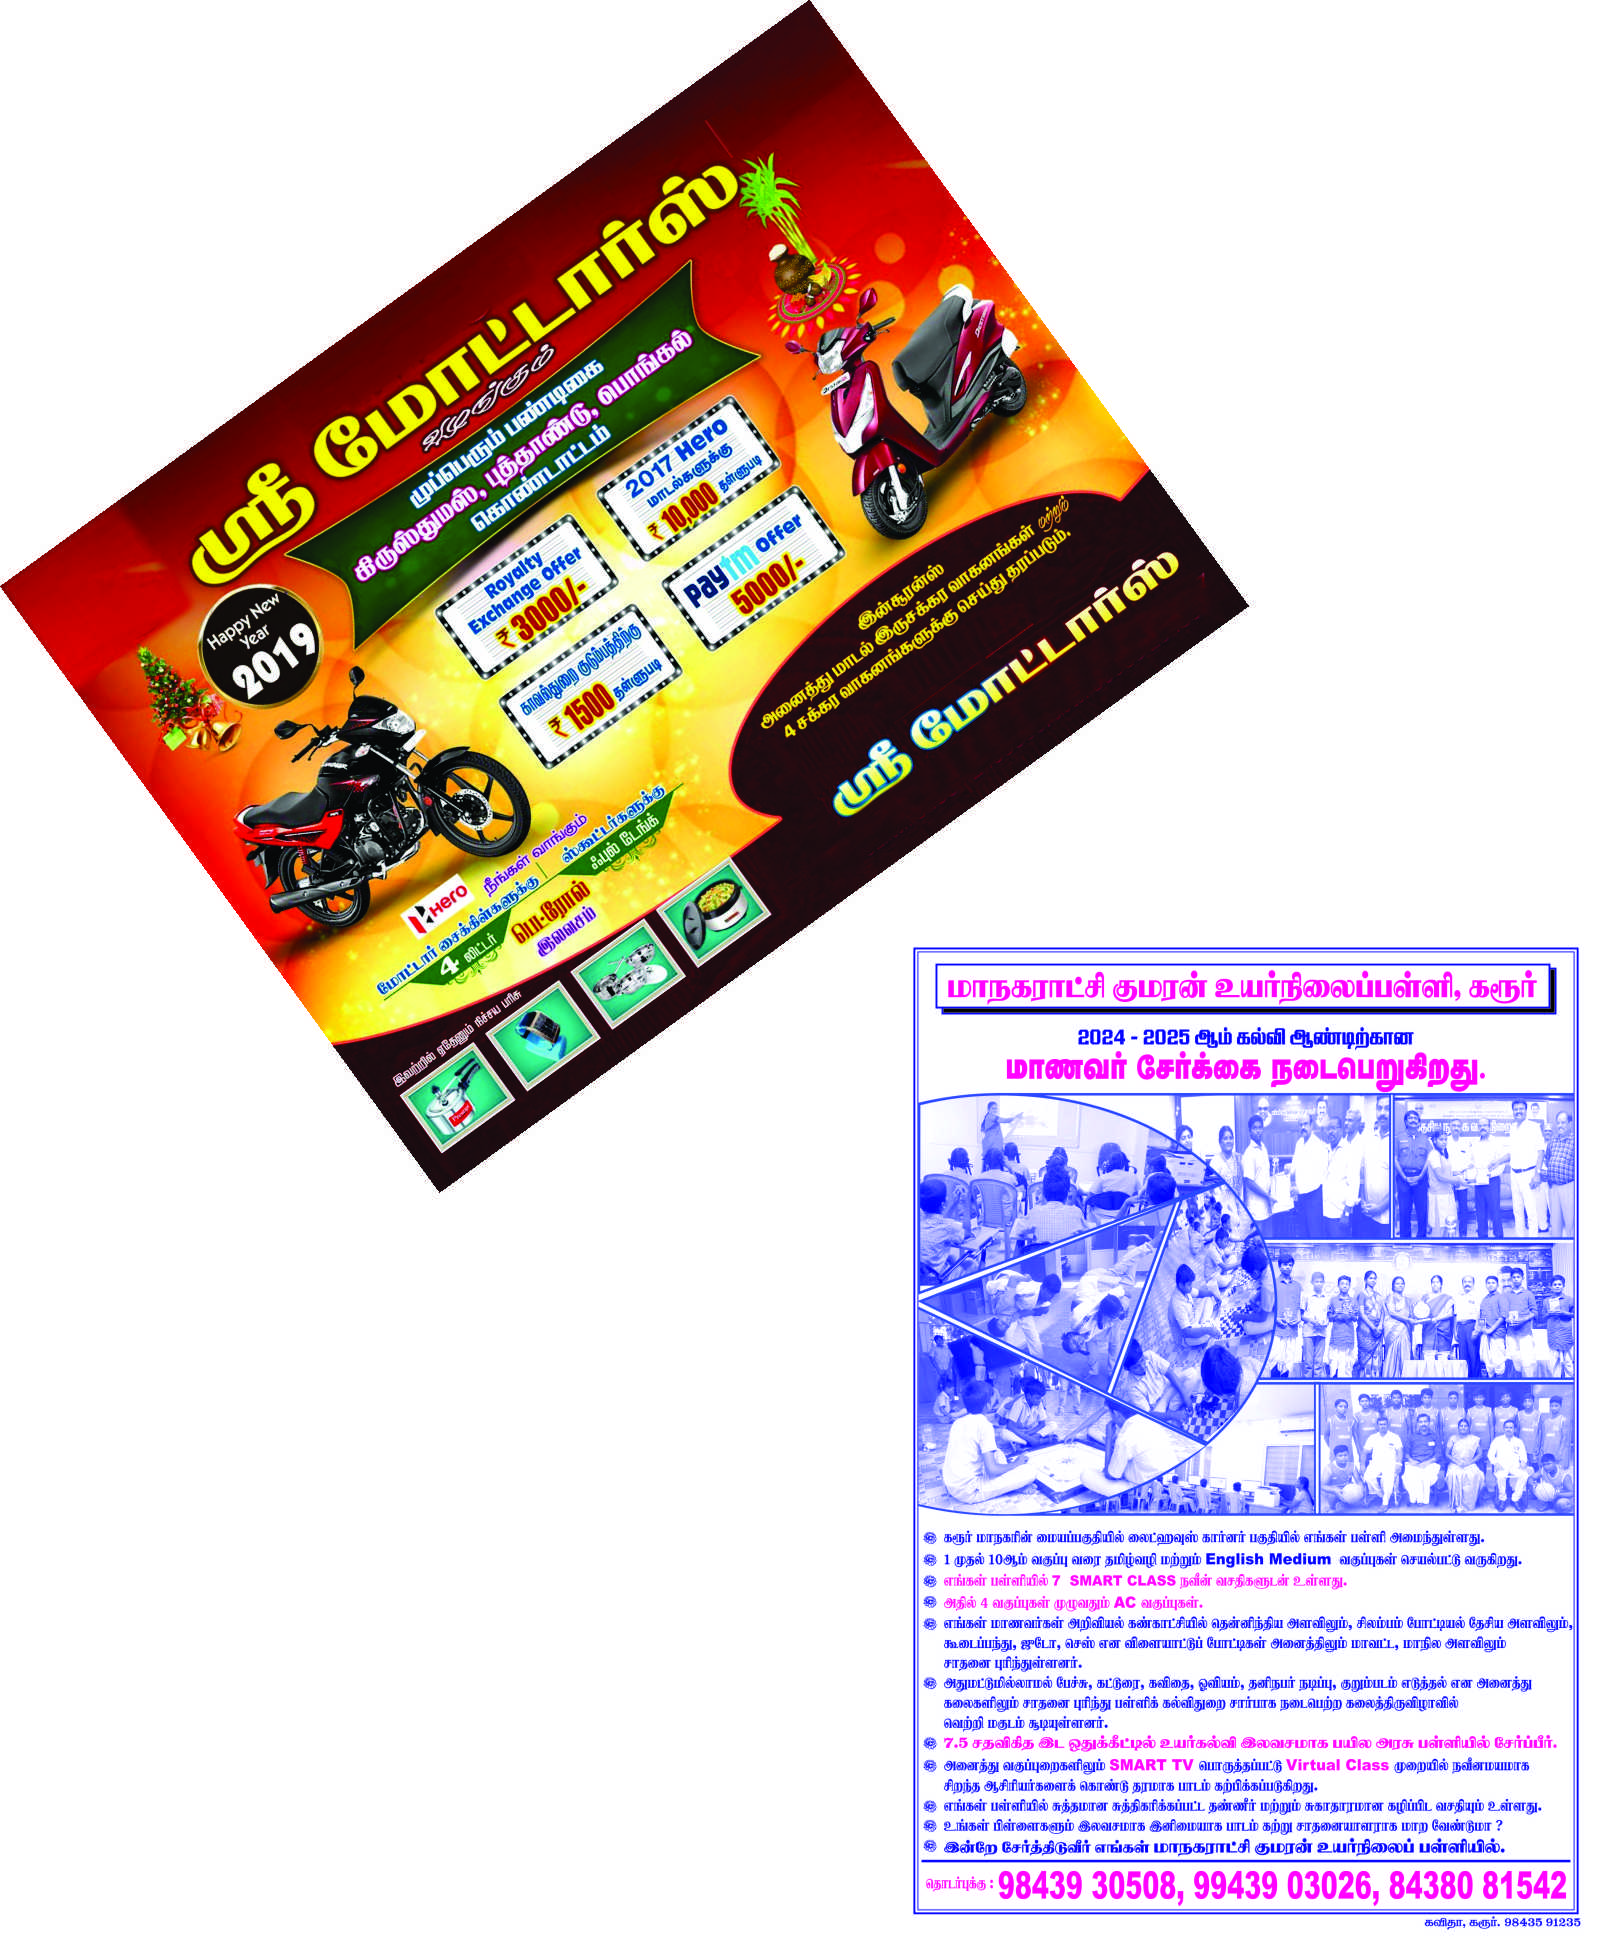 ஸ்ரீ மோட்டார்ஸ்
வழங்கும்
முப்பெரும் பண்டிகை
கிருஸ்துமஸ், புத்தாண்டு, பொங்கல்
கொண்டாட்டம்
Happy New
Year
2019
Royalty
Exchange Offer
₹ 3000/-
2017 Hero
மாடல்களுக்கு
₹ 10,000 தள்ளுபடி
காவல்துறை குடும்பத்திற்கு
₹ 1500 தள்ளுபடி
paytm offer
5000/-
இன்சூரன்ஸ்
அனைத்து மாடல் இருசக்கர வாகனங்கள் மற்றும்
4 சக்கர வாகனங்களுக்கு செய்து தரப்படும்.
ஸ்ரீ மோட்டார்ஸ்
Hero நீங்கள் வாங்கும்
மோட்டார் சைக்கிள்களுக்கு ஸ்கூட்டர்களுக்கு
4 லிட்டர் ஃபுல் டேங்க்
பெட்ரோல்
இலவசம்
இவற்றில் ஏதேனும் நிச்சய பரிசு
மாநகராட்சி குமரன் உயர்நிலைப்பள்ளி, கரூர்
2024 - 2025 ஆம் கல்வி ஆண்டிற்கான
மாணவர் சேர்க்கை நடைபெறுகிறது.
கரூர் மாநகரின் மையப்பகுதியில் லைட்ஹவுஸ் கார்னர் பகுதியில் எங்கள் பள்ளி அமைந்துள்ளது.
1 முதல் 10ஆம் வகுப்பு வரை தமிழ்வழி மற்றும் English Medium வகுப்புகள் செயல்பட்டு வருகிறது.
எங்கள் பள்ளியில் 7 SMART CLASS நவீன் வசதிகளுடன் உள்ளது.
அதில் 4 வகுப்புகள் முழுவதும் AC வகுப்புகள்.
எங்கள் மாணவர்கள் அறிவியல் கண்காட்சியில் தென்னிந்திய அளவிலும், சிலம்பம் போட்டியல் தேசிய அளவிலும்,
கூடைப்பந்து, ஜுடோ, செஸ் என விளையாட்டுப் போட்டிகள் அனைத்திலும் மாவட்ட, மாநில அளவிலும்
சாதனை புரிந்துள்ளனர்.
அதுமட்டுமில்லாமல் பேச்சு, கட்டுரை, கவிதை, ஓவியம், தனிநபர் நடிப்பு, குறும்படம் எடுத்தல் என அனைத்து
கலைகளிலும் சாதனை புரிந்து பள்ளிக் கல்விதுறை சார்பாக நடைபெற்ற கலைத்திருவிழாவில்
வெற்றி மகுடம் சூடியுள்ளனர்.
7.5 சதவிகித இட ஒதுக்கீட்டில் உயர்கல்வி இலவசமாக பயில அரசு பள்ளியில் சேர்ப்பீர்.
அனைத்து வகுப்புறைகளிலும் SMART TV பொருத்தப்பட்டு Virtual Class முறையில் நவீனமயமாக
சிறந்த ஆசிரியர்களைக் கொண்டு தரமாக பாடம் கற்பிக்கப்படுகிறது.
எங்கள் பள்ளியில் சுத்தமான சுத்திகரிக்கப்பட்ட தண்ணீர் மற்றும் சுகாதாரமான கழிப்பிட வசதியும் உள்ளது.
உங்கள் பிள்ளைகளும் இலவசமாக இனிமையாக பாடம் கற்று சாதனையாளராக மாற வேண்டுமா ?
இன்றே சேர்த்திடுவீர் எங்கள் மாநகராட்சி குமரன் உயர்நிலைப் பள்ளியில்.
தொடர்புக்கு : 98439 30508, 99439 03026, 84380 81542
கவிதா, கரூர். 98435 91235